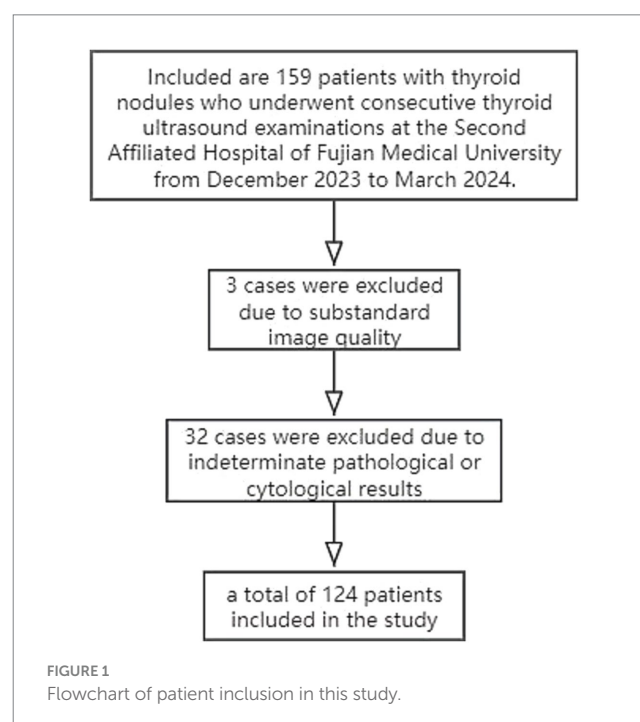 Included are 159 patients with thyroid
nodules who underwent consecutive thyroid
ultrasound examinations at the Second
Affiliated Hospital of Fujian Medical University
from December 2023 to March 2024.
3 cases were excluded
due to substandard
image quality
32 cases were excluded due to
indeterminate pathological or
cytological results
a total of 124 patients
included in the study
FIGURE 1
Flowchart of patient inclusion in this study.